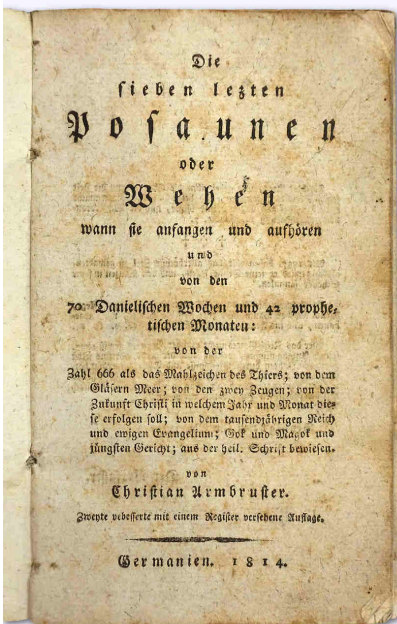 Die
sieben lezten
Posaunen
oder
Wehen
wann sie anfangen und aufhören
und
von den
70 Danielischen Wochen und 42 prophe-
tischen Monaten:
von der
Zahl 666 als das Mahlzeichen des Thiers; von dem
Gläsern Meer; von den zwey Zeugen; von der
Zukunft Christi in welchem Jahr und Monat die-
se erfolgen soll; von dem tausendjährigen Reich
und ewigen Evangelium; Gok und Magok und
jüngsten Gericht; aus der heil. Schrift bewiesen.
von
Christian Armbruster.
Zweyte vebesserte mit einem Register versehene Auflage.
Germanien. 1814.